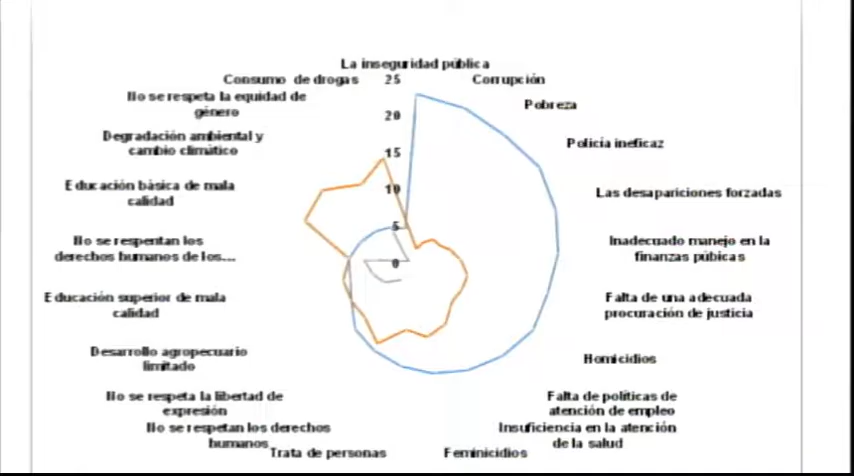 La inseguridad pública
Consumo de drogas
25
Corrupción
No se respeta la equidad de
género
Pobreza
20
Degradación ambiental y
cambio climático
Policía ineficaz
15
Educación básica de mala
calidad
10
Las desapariciones forzadas
5
No se respentan los
derechos humanos de los...
0
Inadecuado manejo en la
finanzas púbicas
Educación superior de mala
calidad
Falta de una adecuada
procuración de justicia
Desarrollo agropecuario
limitado
Homicidios
No se respeta la libertad de
expresión
Falta de políticas de
atención de empleo
No se respetan los derechos
humanos
Insuficiencia en la atención
de la salud
Trata de personas
Feminicidios